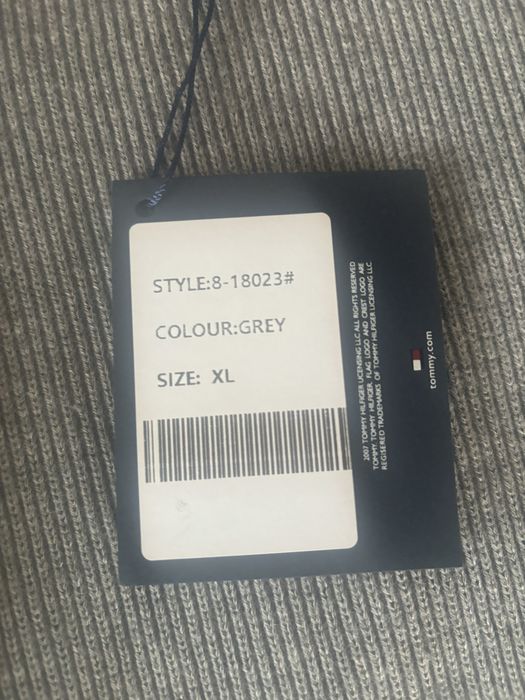 STYLE:8-18023#
COLOUR:GREY
SIZE: XL
2007 TOMMY HILFIGER LICENSING LLC ALL RIGHTS RESERVED
TOMMY, TOMMY HILFIGER, FLAG LOGO AND CREST LOGO ARE
REGISERED TRADEMARKS OF TOMMY HILFIGER LICENSING LLC.
tommy.com